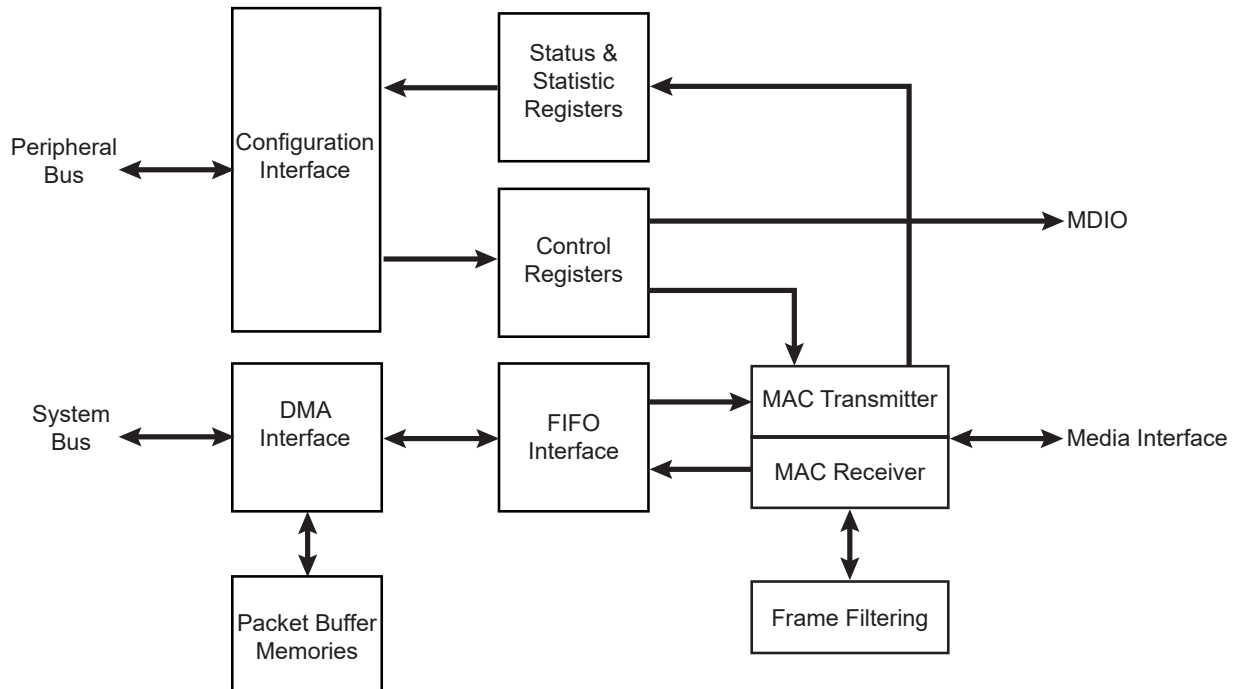 Status &
Statistic
Registers
Configuration
Interface
Peripheral
Bus
Control
Registers
MDIO
System
Bus
DMA
Interface
FIFO
Interface
MAC Transmitter
MAC Receiver
Media Interface
Packet Buffer
Memories
Frame Filtering